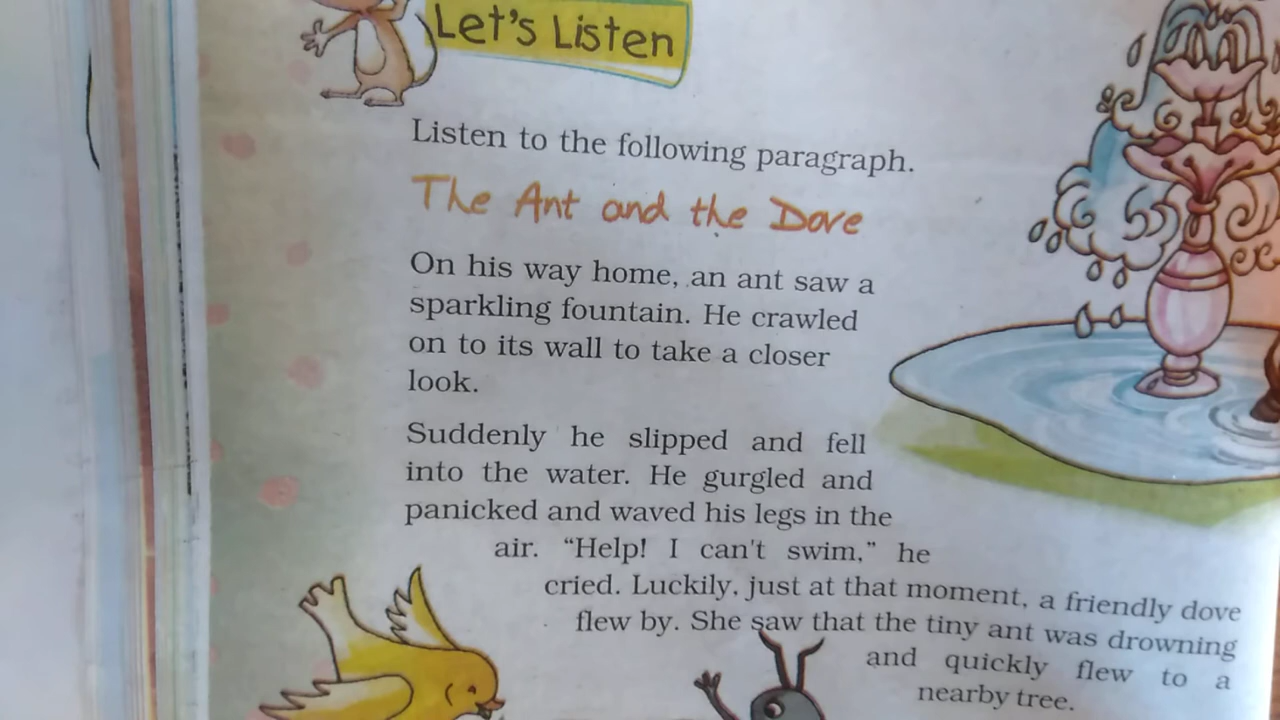 Let's Listen
Listen to the following paragraph.
The Ant and the Dove
On his way home, an ant saw a
sparkling fountain. He crawled
on to its wall to take a closer
look.
Suddenly he slipped and fell
into the water. He gurgled and
panicked and waved his legs in the
air. “Help! I can't swim,” he
cried. Luckily, just at that moment, a friendly dove
flew by. She saw that the tiny ant was drowning
and quickly flew to a
nearby tree.